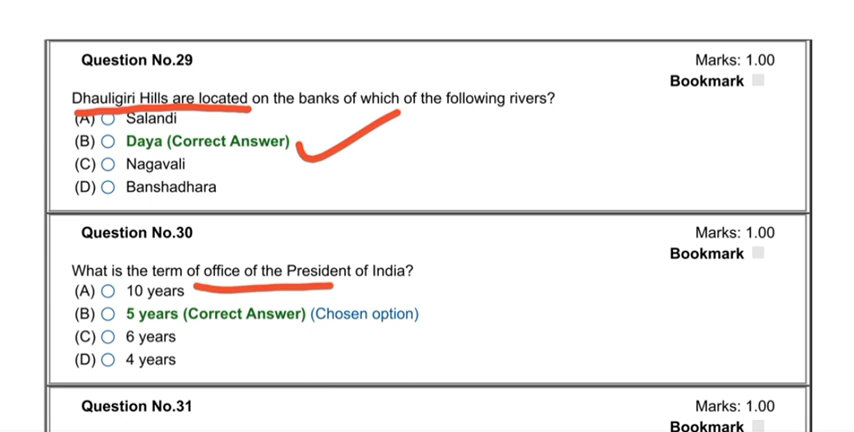 Question No.29
Marks: 1.00
Bookmark
Dhauligiri Hills are located on the banks of which of the following rivers?
(A) Salandi
(B) Daya (Correct Answer)
(C) Nagavali
(D) Banshadhara
Question No.30
Marks: 1.00
Bookmark
What is the term of office of the President of India?
(A) 10 years
(B) 5 years (Correct Answer) (Chosen option)
(C) 6 years
(D) 4 years
Question No.31
Marks: 1.00
Bookmark